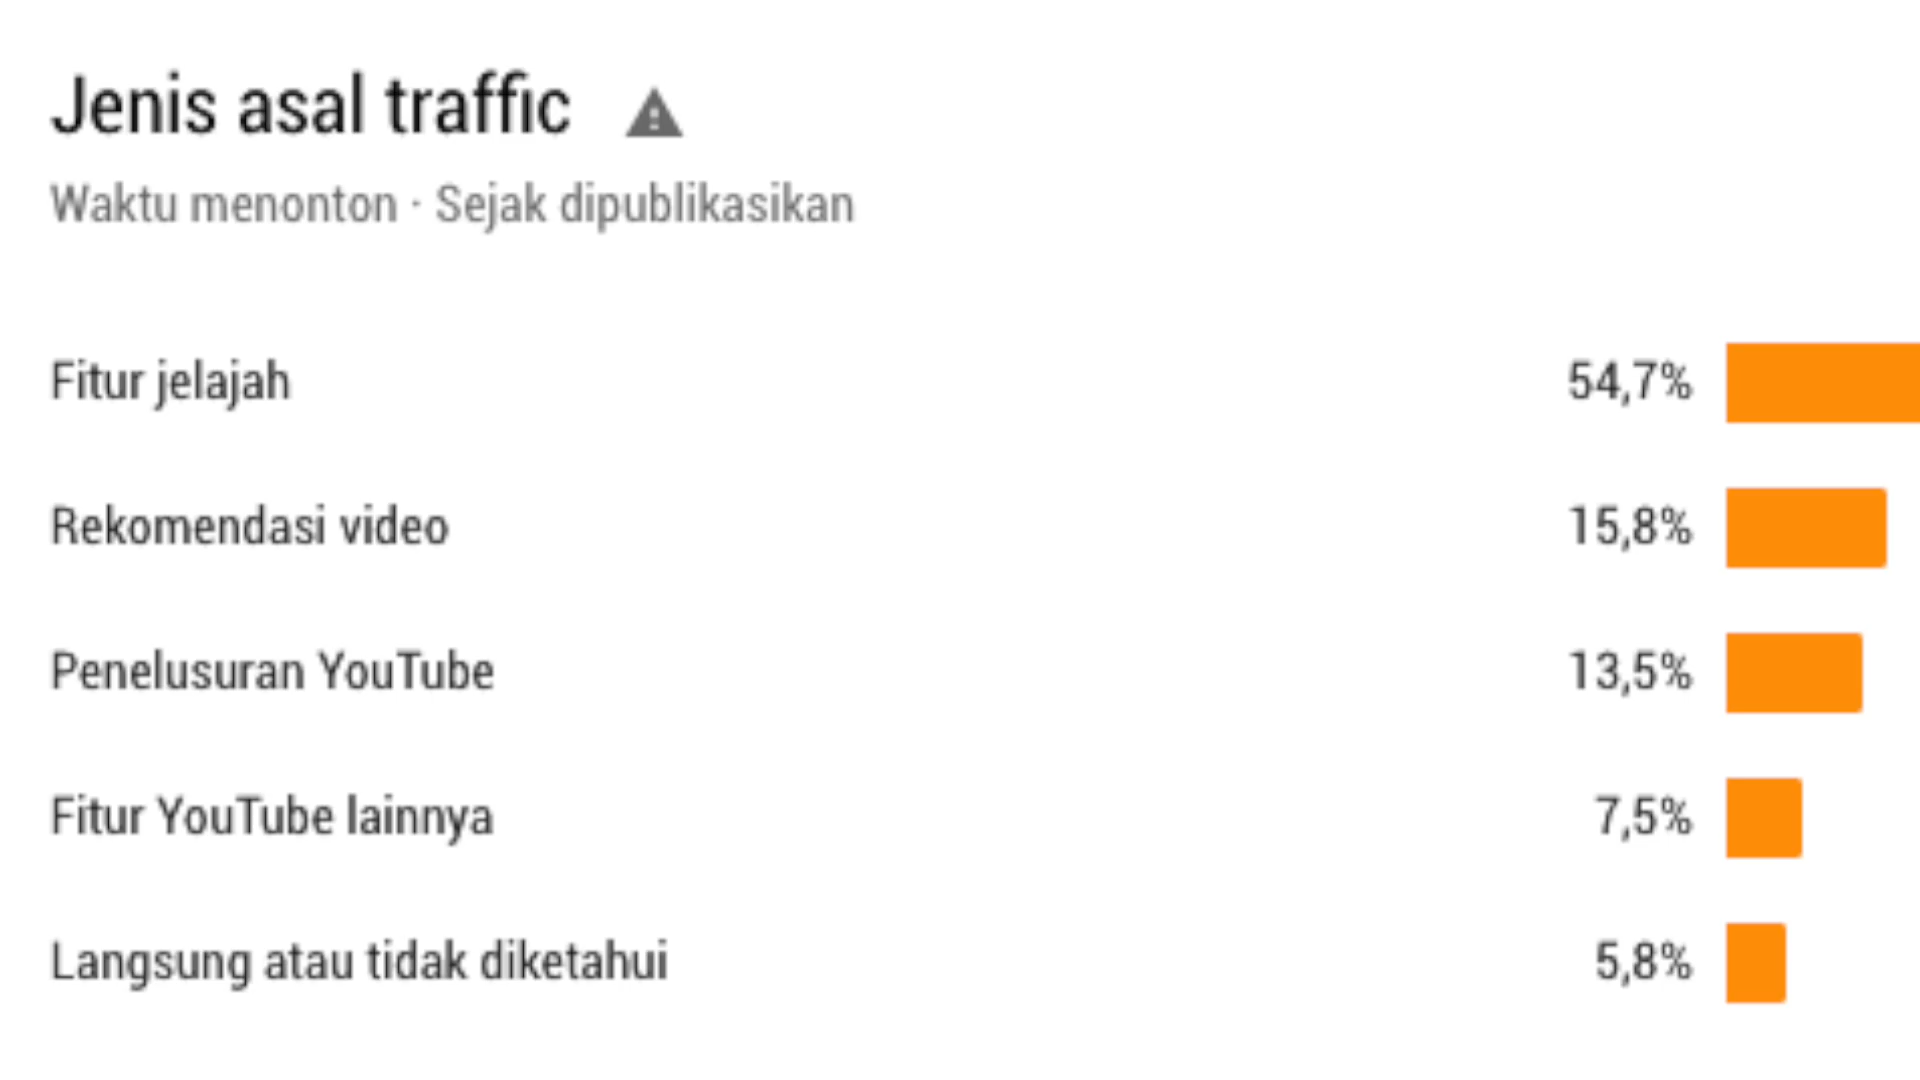 Jenis asal traffic
Waktu menonton · Sejak dipublikasikan
Fitur jelajah 54,7%
Rekomendasi video 15,8%
Penelusuran YouTube 13,5%
Fitur YouTube lainnya 7,5%
Langsung atau tidak diketahui 5,8%